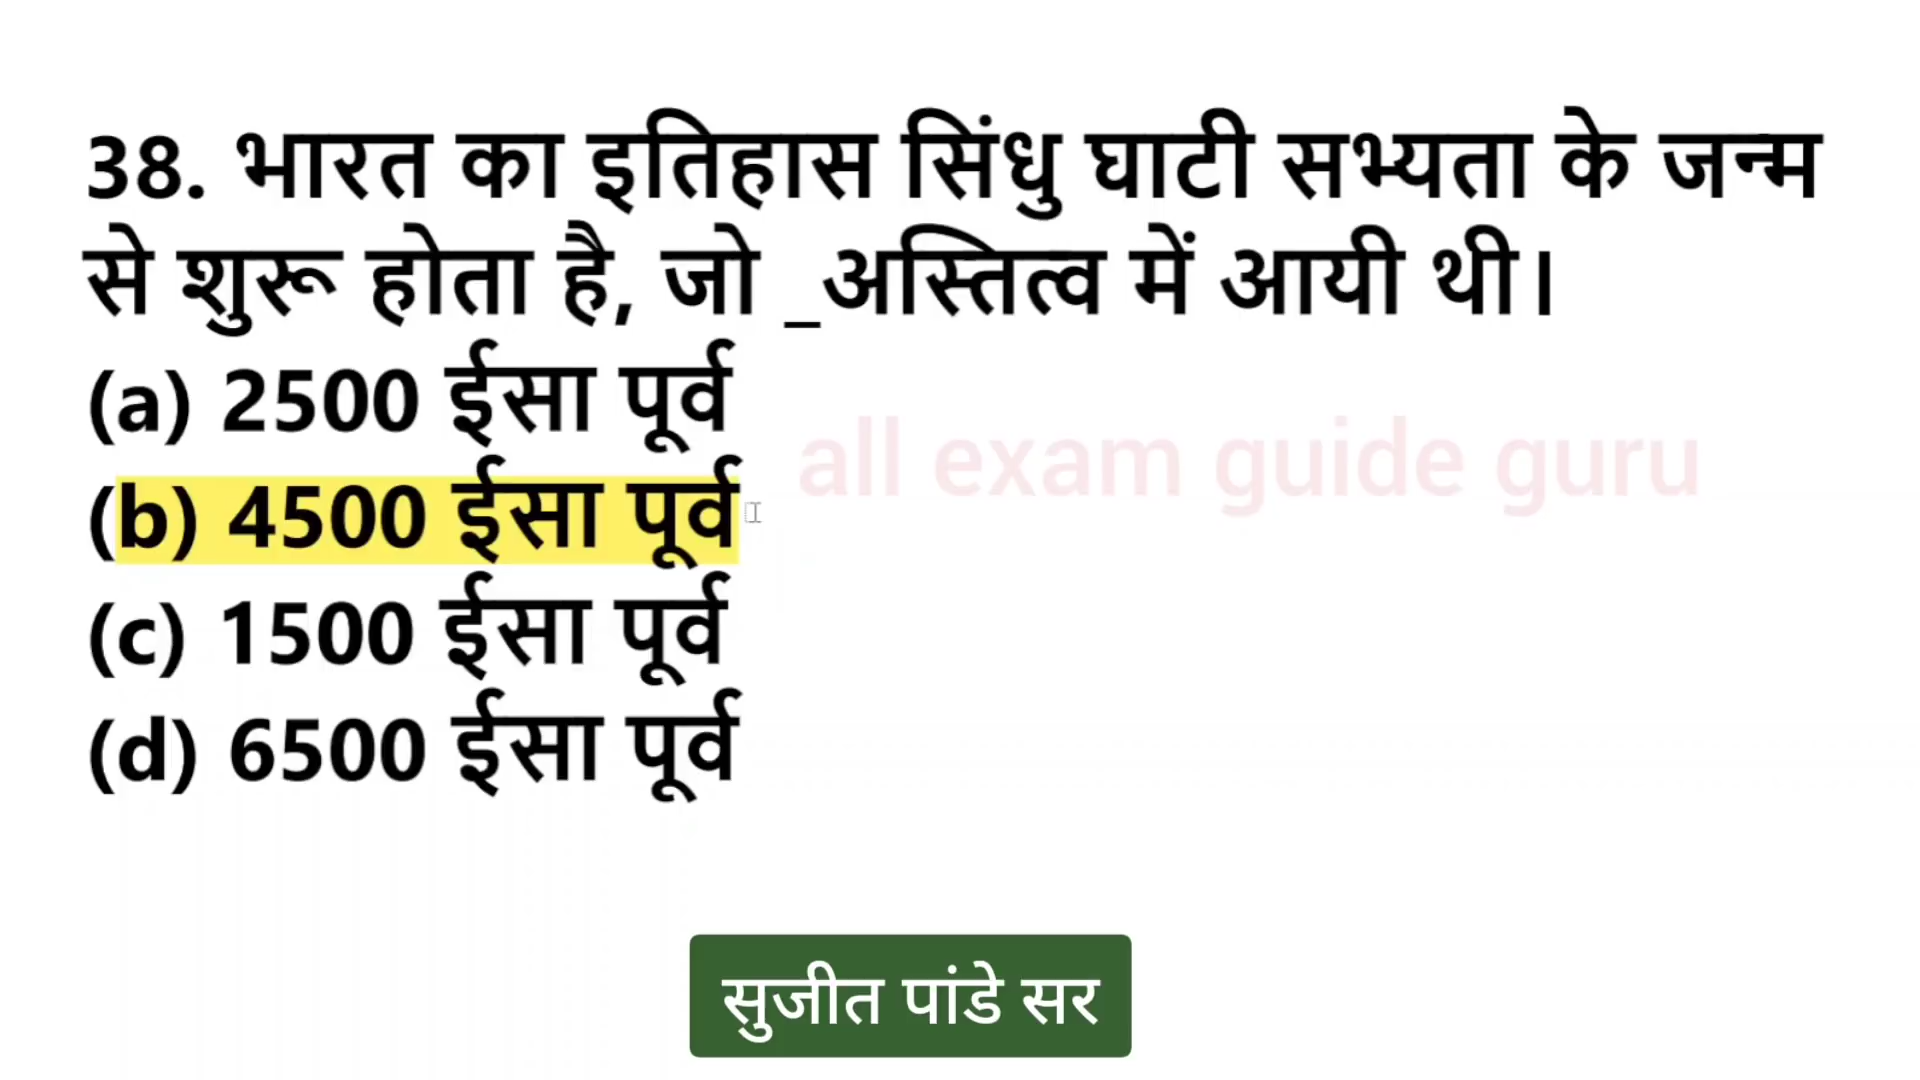 38. भारत का इतिहास सिंधु घाटी सभ्यता के जन्म
से शुरू होता है, जो _अस्तित्व में आयी थी।
(a) 2500 ईसा पूर्व
all exam guide guru
(b) 4500 ईसा पूर्व
(c) 1500 ईसा पूर्व
(d) 6500 ईसा पूर्व
सुजीत पांडे सर